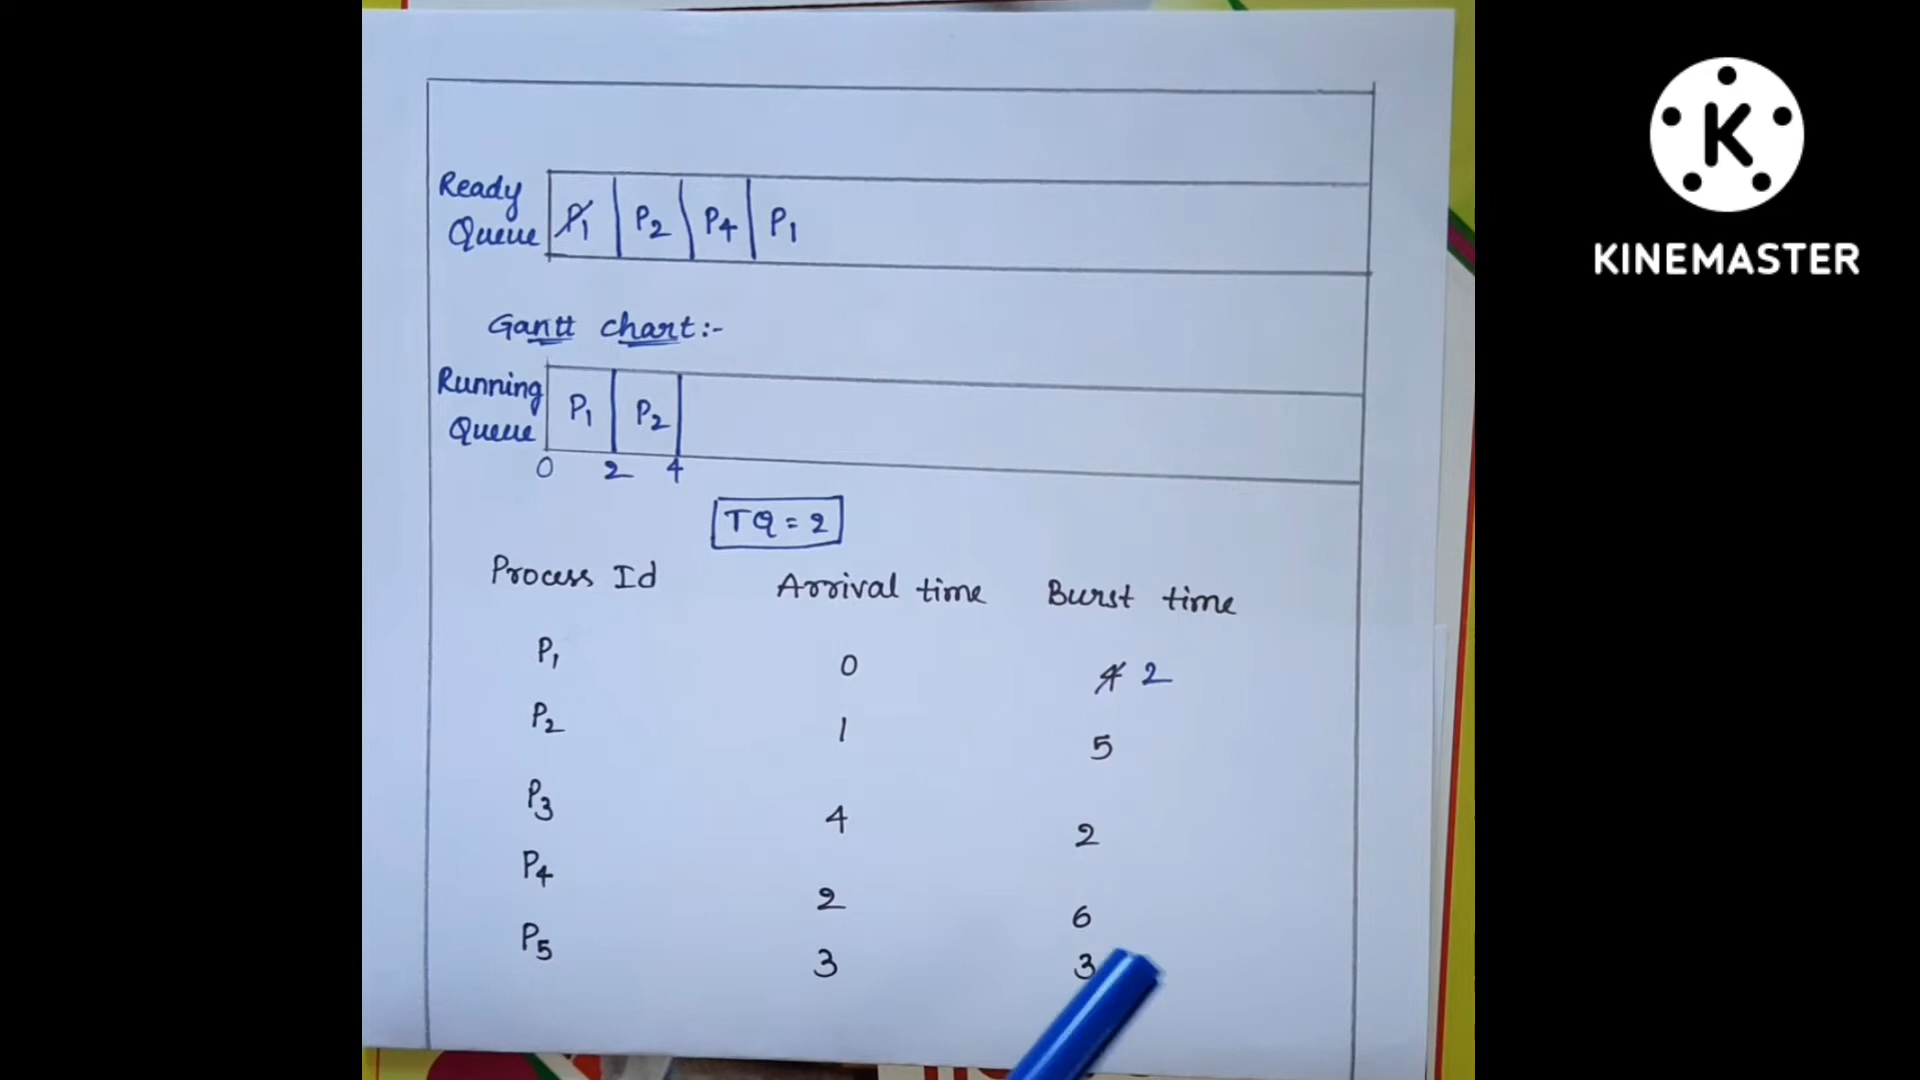 Ready
Queue
P1 P2 P4 P1
Gantt chart:-
Running
Queue
P1 P2
0 2 4
TQ = 2
Process Id Arrival time Burst time
P1 0 4 2
P2 1 5
P3 4 2
P4 2 6
P5 3 3
K
KINEMASTER